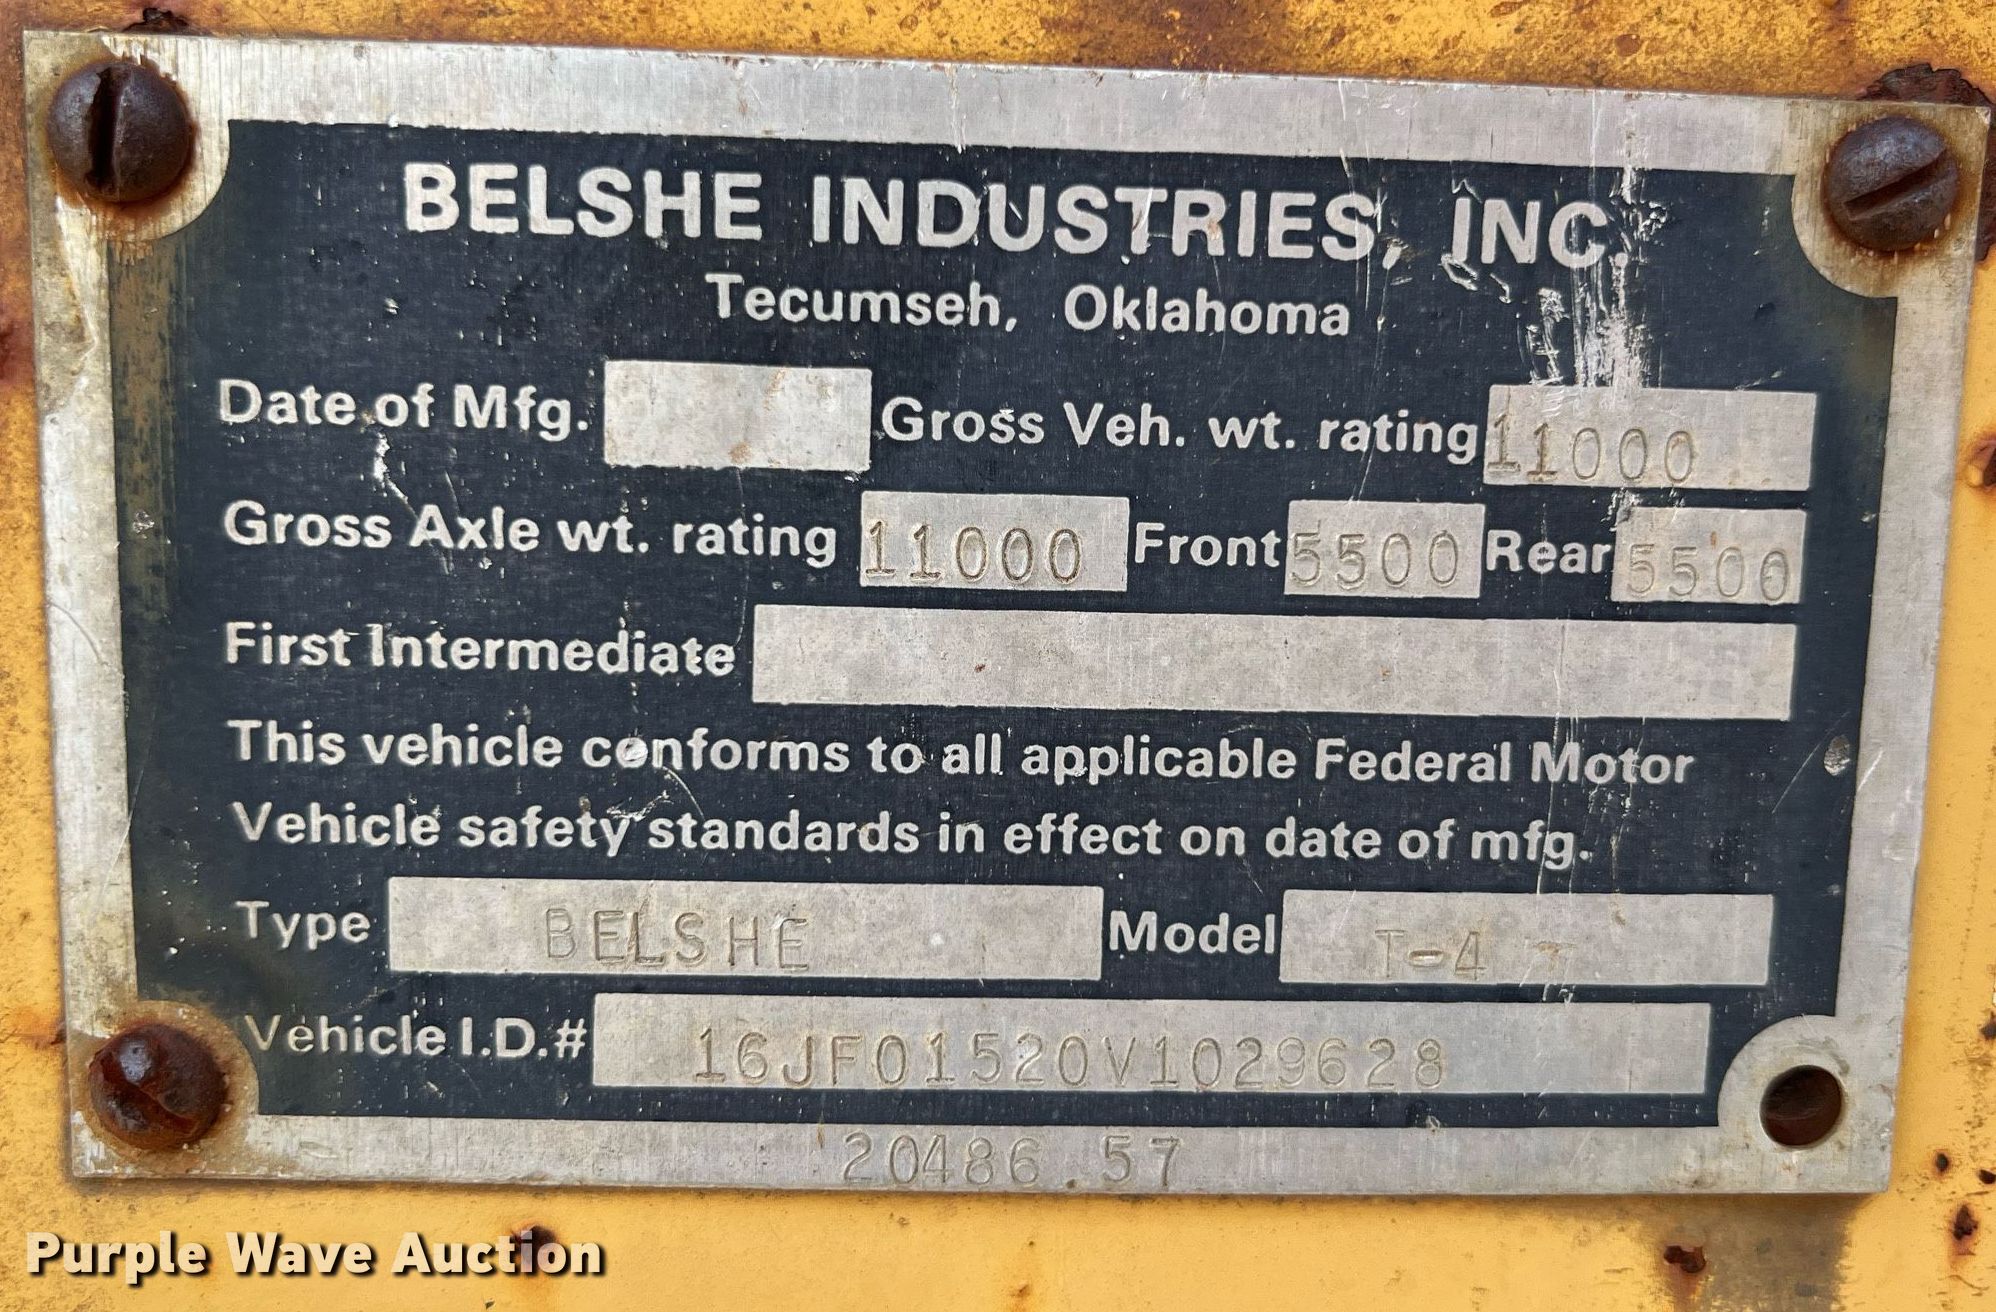 BELSHE INDUSTRIES, INC.
Tecumseh, Oklahoma
Date of Mfg. Gross Veh. wt. rating 11000
Gross Axle wt. rating 11000 Front 5500 Rear 5500
First Intermediate
This vehicle conforms to all applicable Federal Motor
Vehicle safety standards in effect on date of mfg.
Type BELSHE Model T-4 T
Vehicle I.D.# 16JF01520V1029628
20486 57
Purple Wave Auction